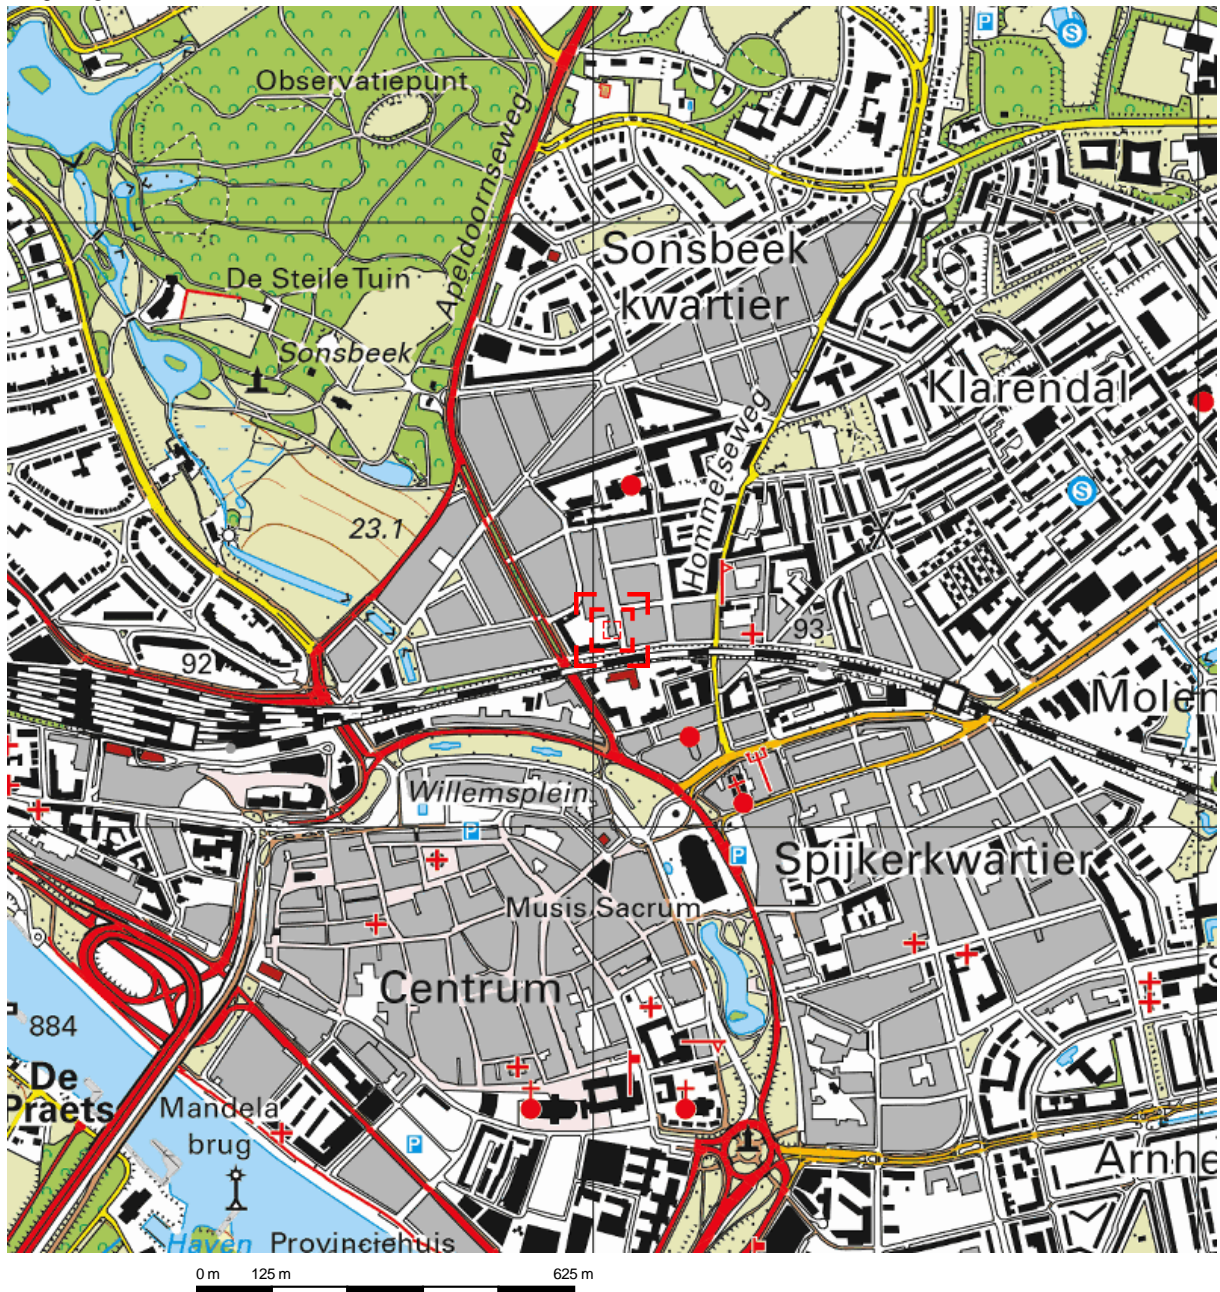 P
S
Observatiepunt
Apeldoornseweg
Sonsbeek
kwartier
De Steile Tuin
Sonsbeek
Klarendal
Hommelseweg
S
23.1
92
93
Molen
Willemsplein
P
P
Spijkerkwartier
Musis Sacrum
Centrum
S
884
De
Praets
Mandela
brug
P
Arnhe
Haven
Provinciehuis
0 m 125 m 625 m